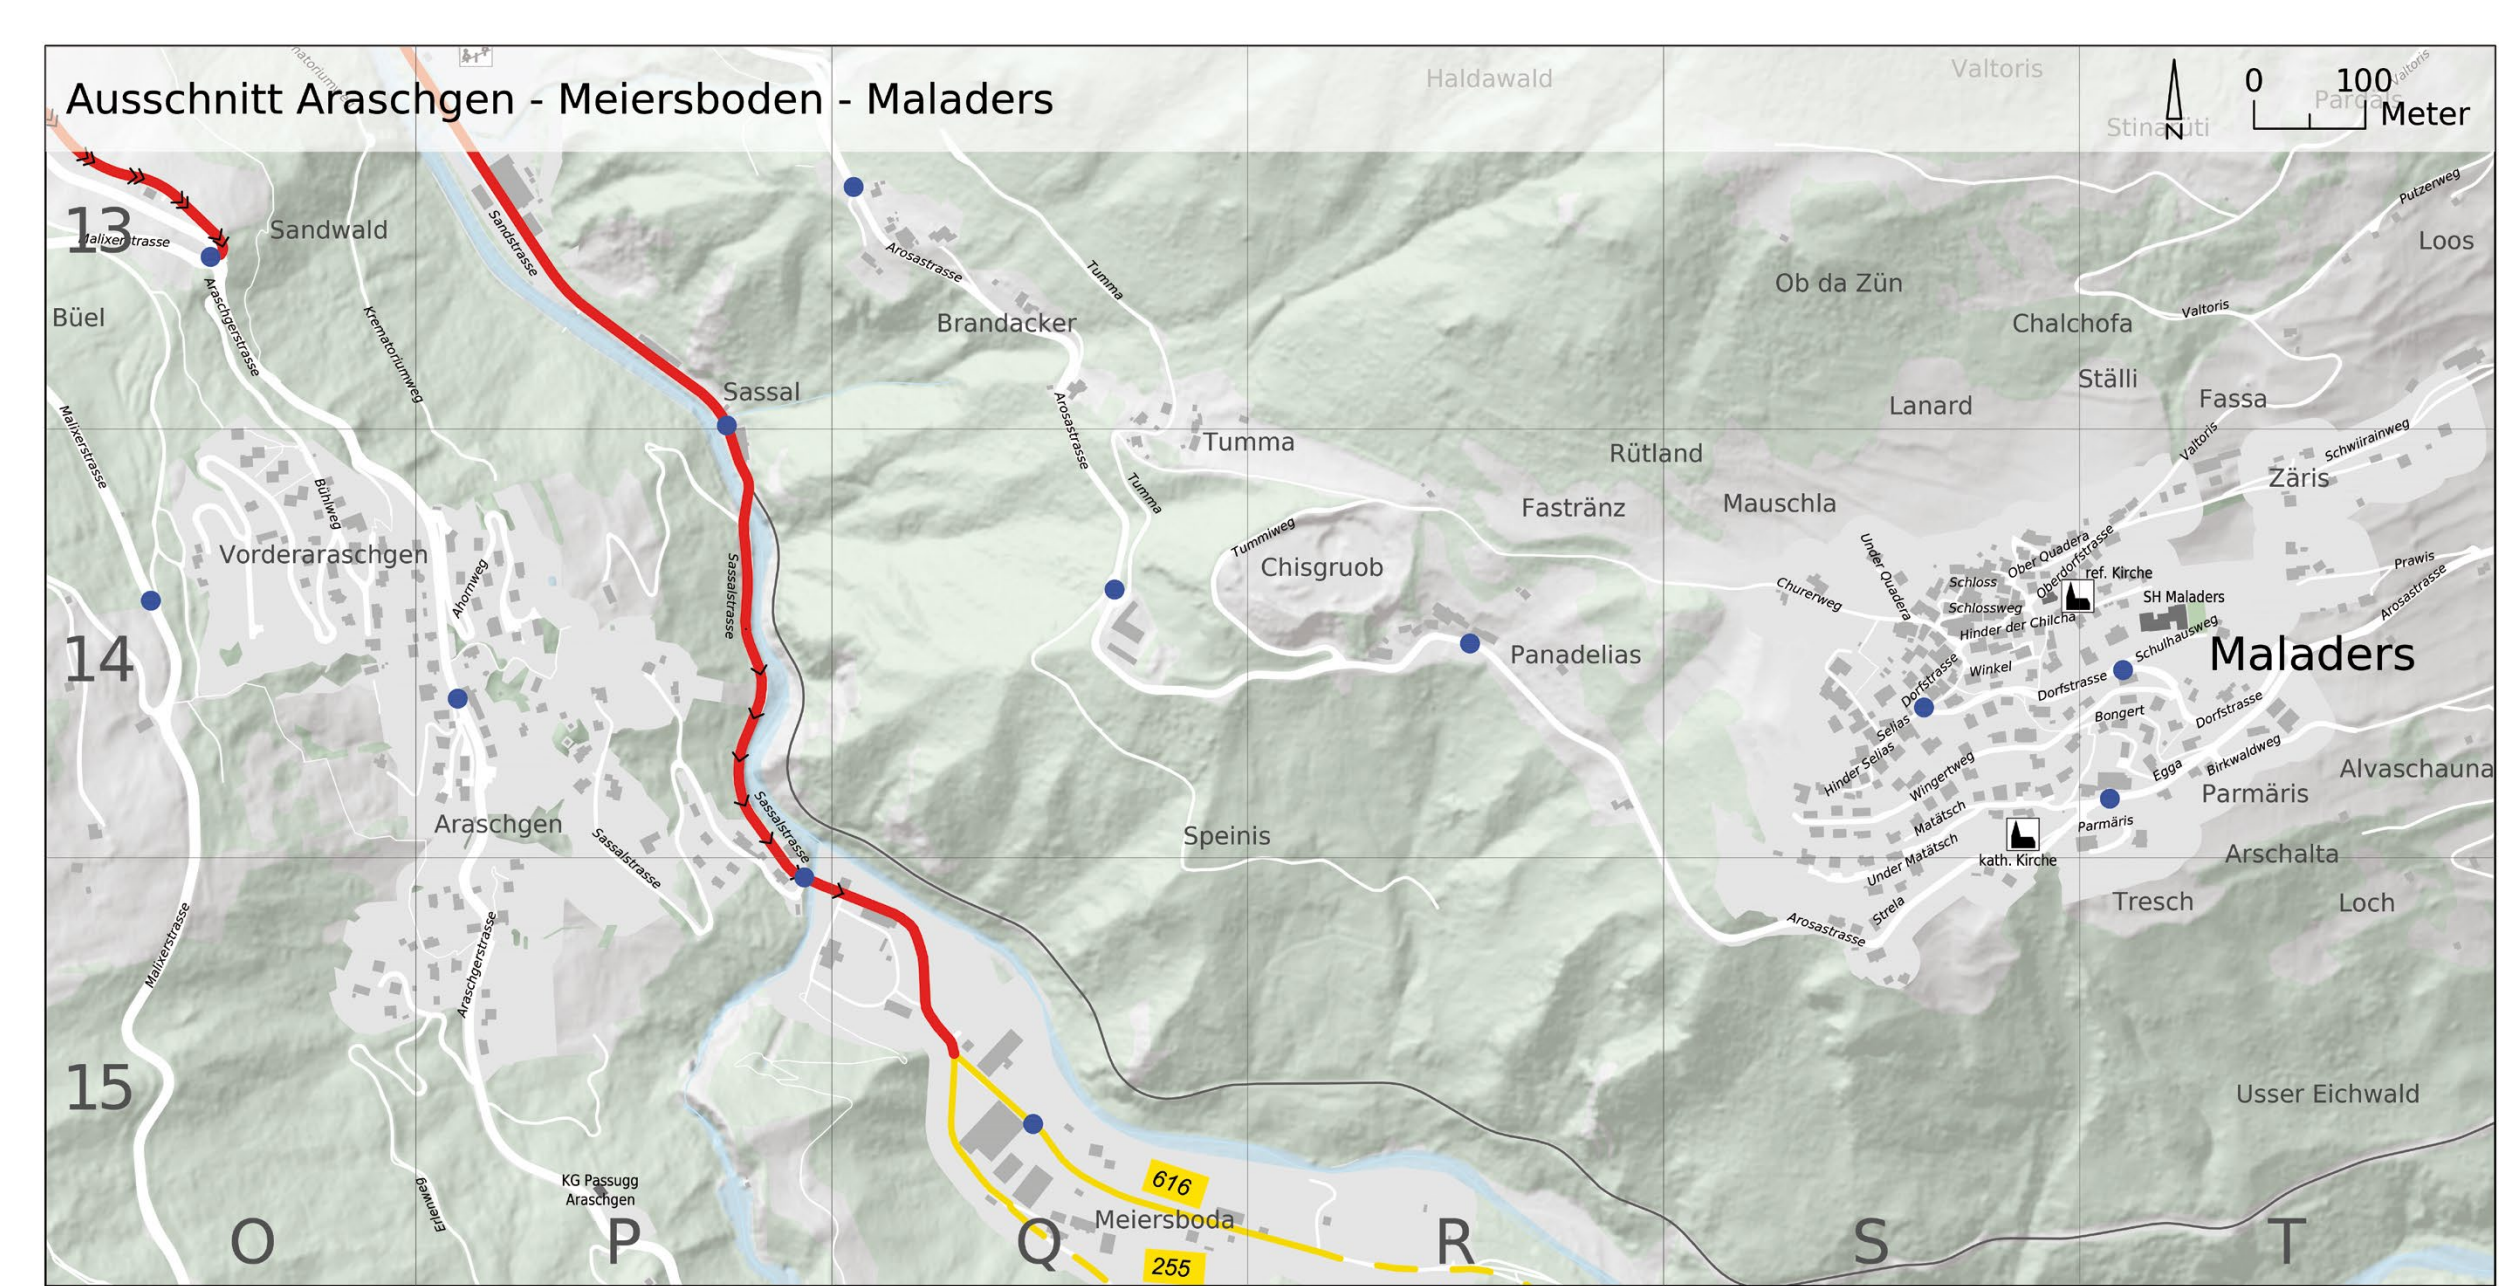 Haldawald
Valtoris
Valtoris
Pardals
0 100
Meter
N
Ausschnitt Araschgen - Meiersboden - Maladers
13
Malixerstrasse
Sandwald
Sandstrasse
Arosastrasse
Tumma
Putzerweg
Loos
Büel
Araschgerstrasse
Krematoriumweg
Brandacker
Ob da Zün
Valtoris
Chalchofa
Sassal
Ställi
Fassa
Lanard
Malixerstrasse
Arosastrasse
Tumma
Rütland
Valtoris
Schwiirainweg
Zäris
Bühlweg
Tumma
Fastränz
Mauschla
Vorderaraschgen
Tummiweg
Chisgruob
Under Quadera
Ober Quadera
Oberdorfstrasse
Prawis
Arosastrasse
Ahornweg
Sassalstrasse
Churerweg
Schloss
ref. Kirche
Schlossweg
SH Maladers
Hinder der Chilcha
Schulhausweg
14
Panadelias
Winkel
Maladers
Dorfstrasse
Dorfstrasse
Dorfstrasse
Bongert
Selias
Hinder Selias
Wingertweg
Egga
Birkwaldweg
Alvaschauna
Parmäris
Araschgen
Sassalstrasse
Sassalstrasse
Speinis
Matätsch
Parmäris
Under Matätsch
kath. Kirche
Arschalta
Malixerstrasse
Araschgerstrasse
Arosastrasse
Strela
Tresch
Loch
15
Usser Eichwald
KG Passugg
Araschgen
Erlenweg
616
Meiersboda
255
O P Q R S T